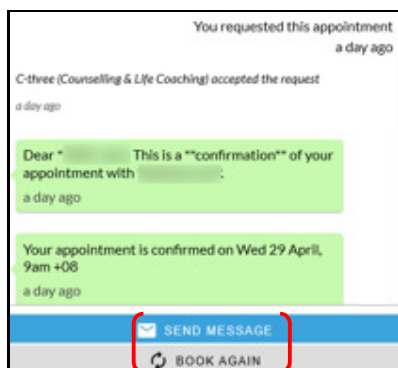 You requested this appointment
a day ago
C-three (Counselling & Life Coaching) accepted the request
a day ago
Dear * This is a **confirmation** of your
appointment with :
a day ago
Your appointment is confirmed on Wed 29 April,
9am +08
a day ago
SEND MESSAGE
BOOK AGAIN